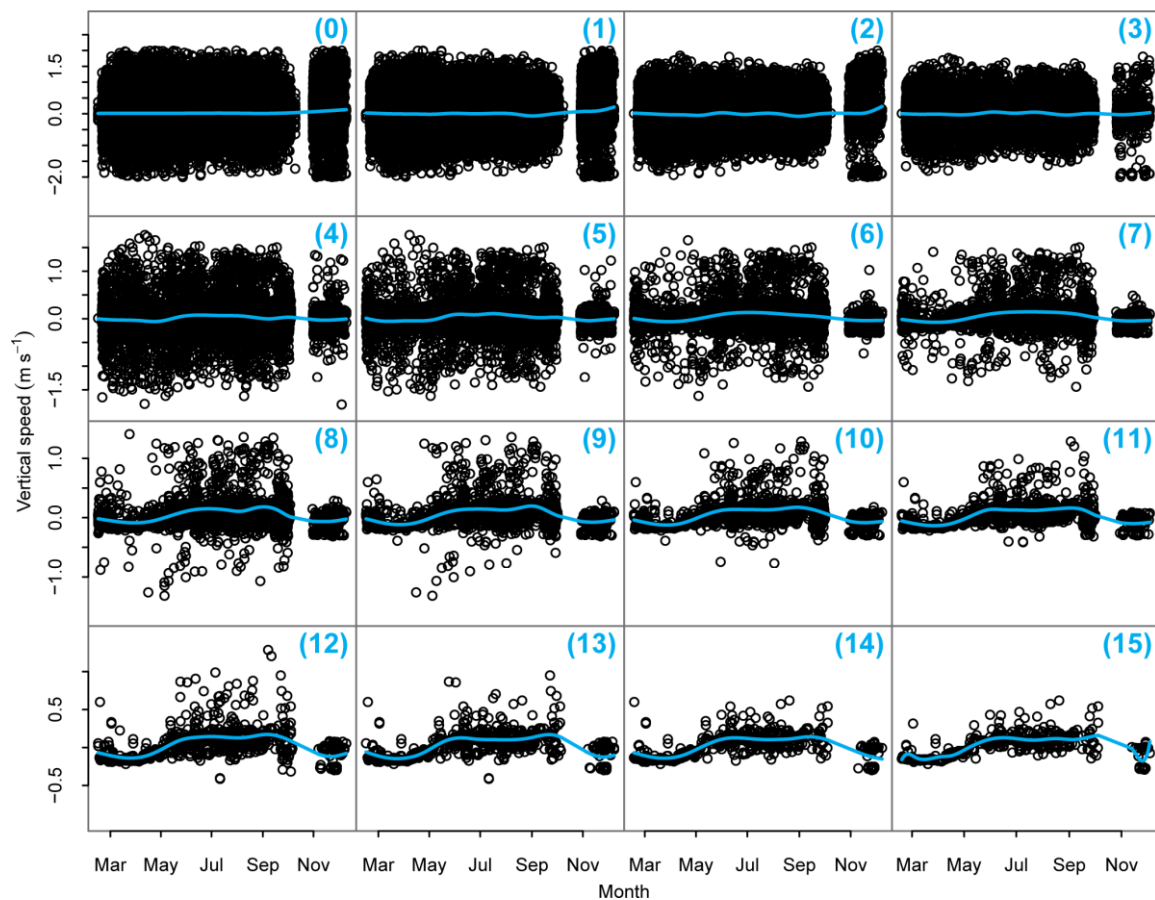 (0) (1) (2) (3)
1.5
0.0
−2.0
(4) (5) (6) (7)
1.0
0.0
−1.5
Vertical speed (m s⁻¹)
(8) (9) (10) (11)
1.0
0.0
−1.0
(12) (13) (14) (15)
0.5
−0.5
Mar May Jul Sep Nov Mar May Jul Sep Nov Mar May Jul Sep Nov Mar May Jul Sep Nov
Month